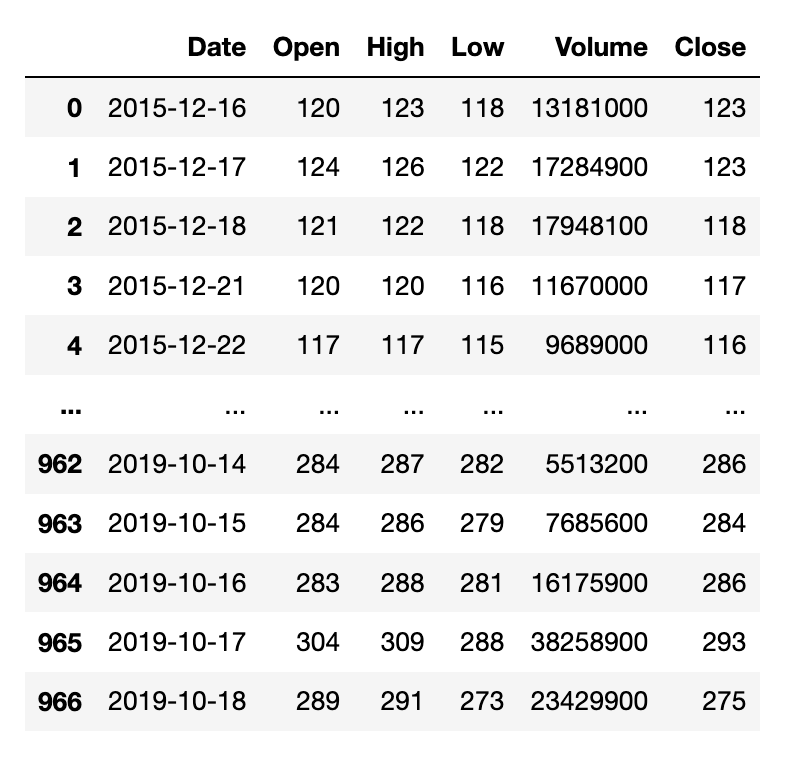 Date Open High Low Volume Close
0 2015-12-16 120 123 118 13181000 123
1 2015-12-17 124 126 122 17284900 123
2 2015-12-18 121 122 118 17948100 118
3 2015-12-21 120 120 116 11670000 117
4 2015-12-22 117 117 115 9689000 116
... ... ... ... ... ... ...
962 2019-10-14 284 287 282 5513200 286
963 2019-10-15 284 286 279 7685600 284
964 2019-10-16 283 288 281 16175900 286
965 2019-10-17 304 309 288 38258900 293
966 2019-10-18 289 291 273 23429900 275